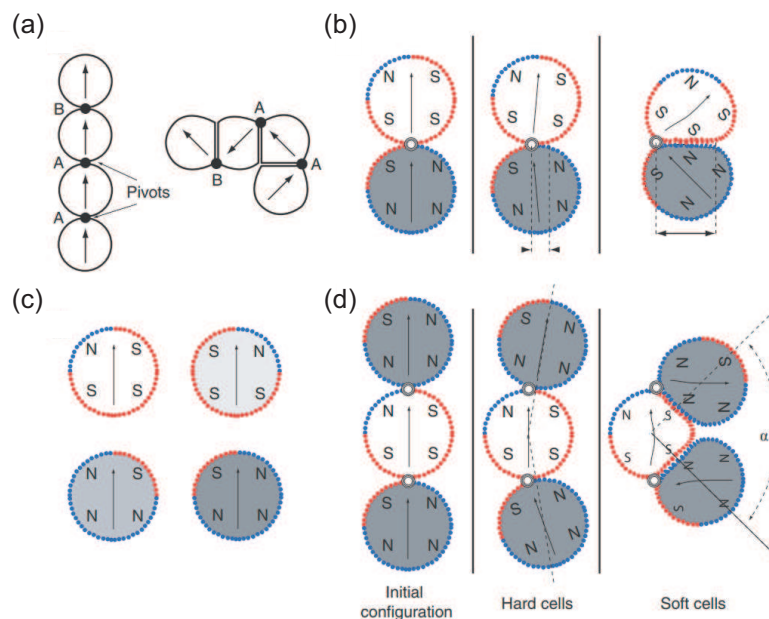 (a)
B
A
A
Pivots
A
A
B
(b)
N S
S S
S N
N N
N S
S S
S N
N N
N
S
S
S
N
S
N
N
(c)
N S
S S
S N
S S
N S
N N
S N
N N
(d)
S N
N N
N S
S S
S N
N N
Initial
configuration
S N
N N
N S
S S
S N
N N
Hard cells
N S
N N
N S
S S
N N
S N
α
Soft cells